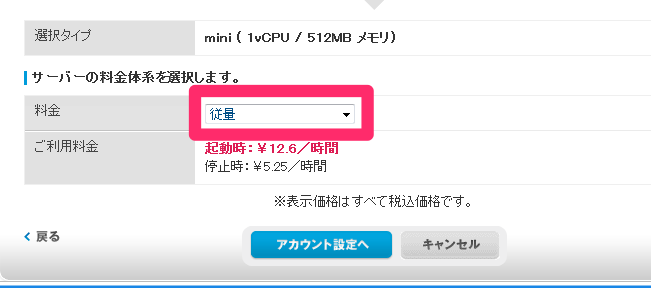 選択タイプ
mini ( 1vCPU / 512MB メモリ)
サーバーの料金体系を選択します。
料金
従量
ご利用料金
起動時：￥12.6／時間
停止時：￥5.25／時間
※表示価格はすべて税込価格です。
戻る
アカウント設定へ
キャンセル